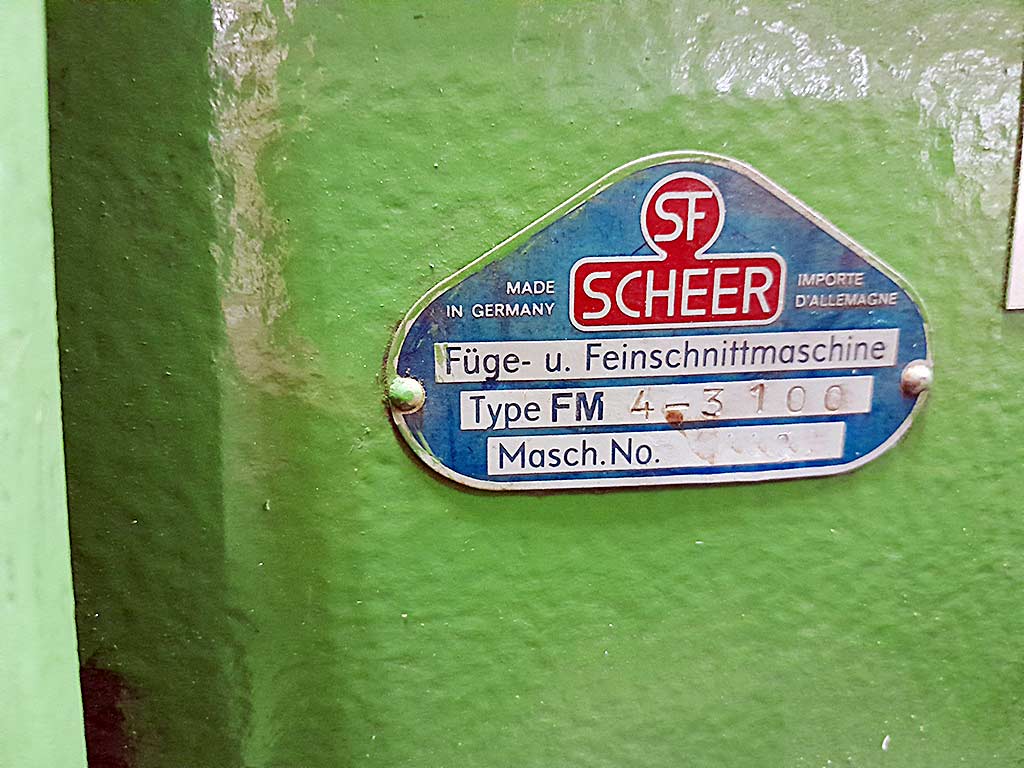 SF
SCHEER
MADE
IN GERMANY
IMPORTE
D'ALLEMAGNE
Füge- u. Feinschnittmaschine
Type FM 4-3100
Masch.No.